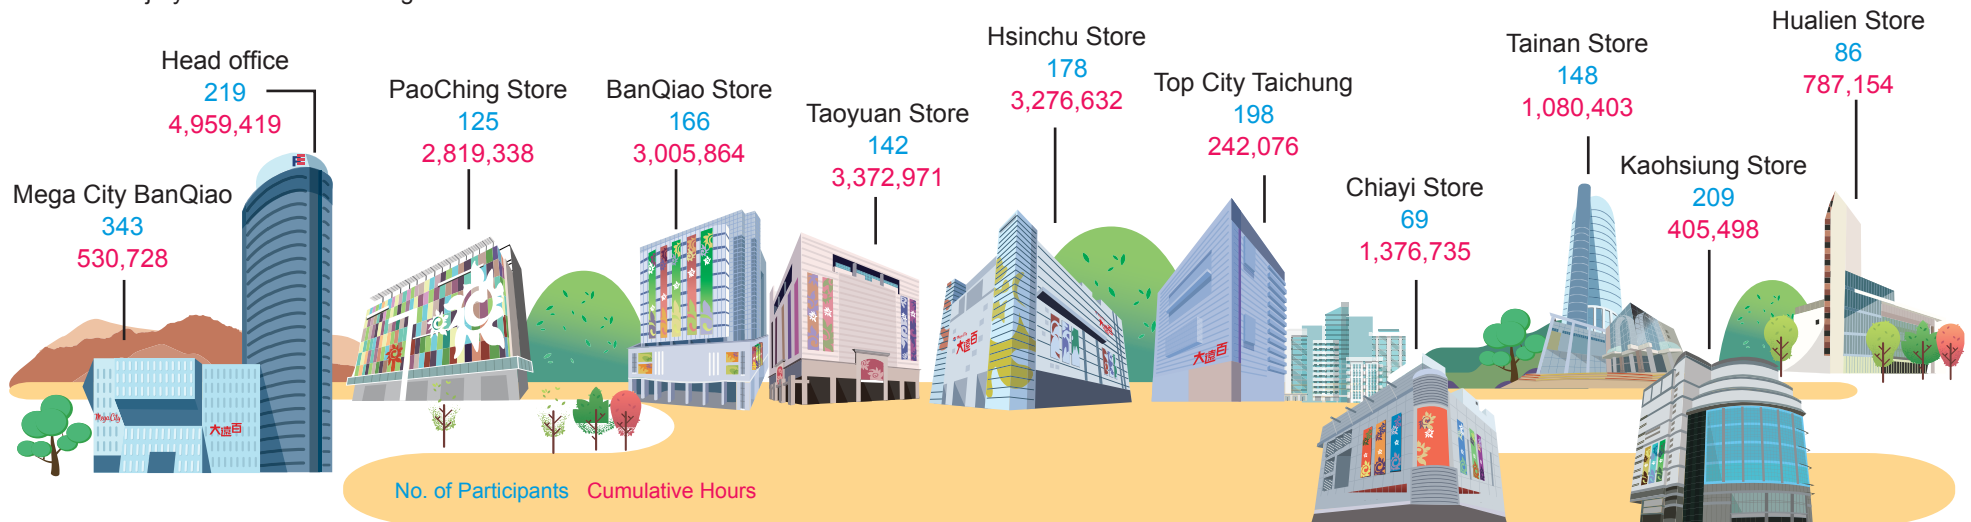 Mega City BanQiao
343
530,728
Head office
219
4,959,419
PaoChing Store
125
2,819,338
BanQiao Store
166
3,005,864
Taoyuan Store
142
3,372,971
Hsinchu Store
178
3,276,632
Top City Taichung
198
242,076
Chiayi Store
69
1,376,735
Tainan Store
148
1,080,403
Kaohsiung Store
209
405,498
Hualien Store
86
787,154
MegaCity
大遠百
大遠百
大遠百
No. of Participants Cumulative Hours